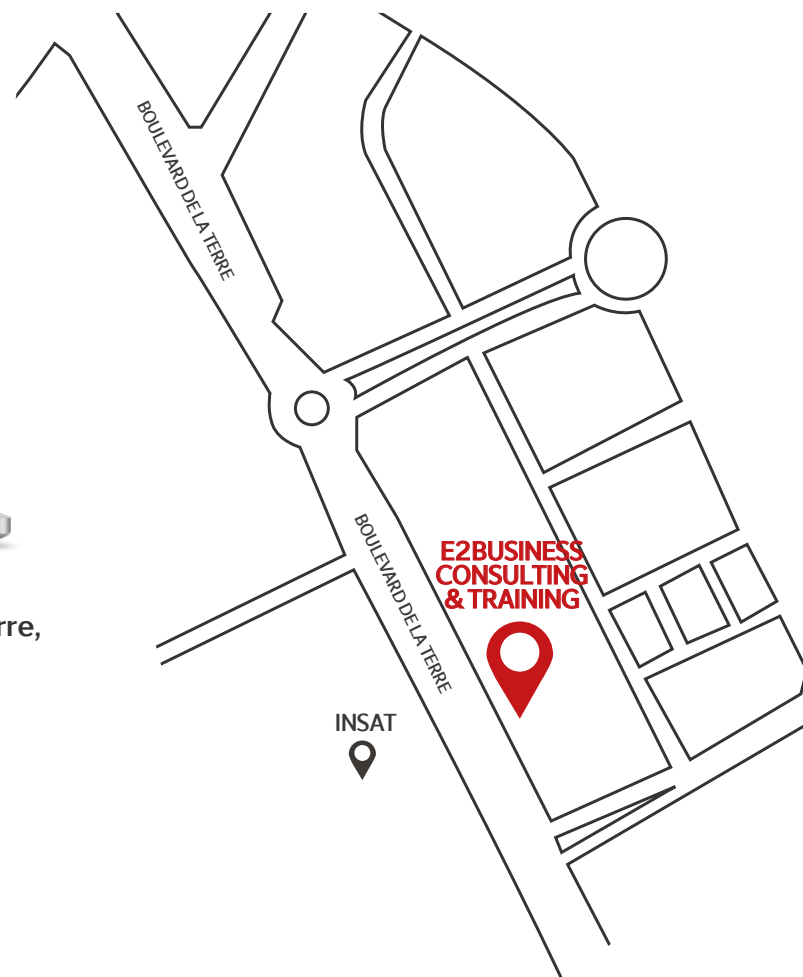 BOULEVARD DE LA TERRE
BOULEVARD DE LA TERRE
E2BUSINESS
CONSULTING
& TRAINING
rre,
INSAT